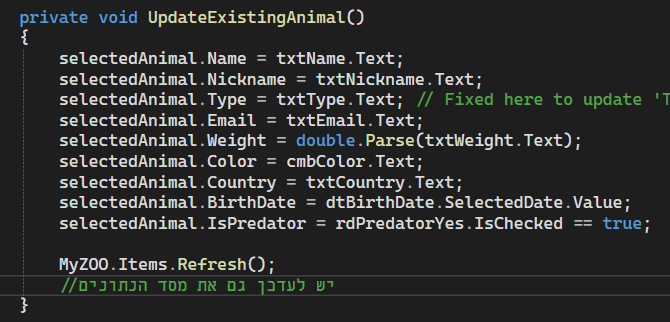 private void UpdateExistingAnimal()
{
selectedAnimal.Name = txtName.Text;
selectedAnimal.Nickname = txtNickname.Text;
selectedAnimal.Type = txtType.Text; // Fixed here to update 'T
selectedAnimal.Email = txtEmail.Text;
selectedAnimal.Weight = double.Parse(txtWeight.Text);
selectedAnimal.Color = cmbColor.Text;
selectedAnimal.Country = txtCountry.Text;
selectedAnimal.BirthDate = dtBirthDate.SelectedDate.Value;
selectedAnimal.IsPredator = rdPredatorYes.IsChecked == true;
MyZOO.Items.Refresh();
//יש לעדכן גם את מסד הנתונים
}